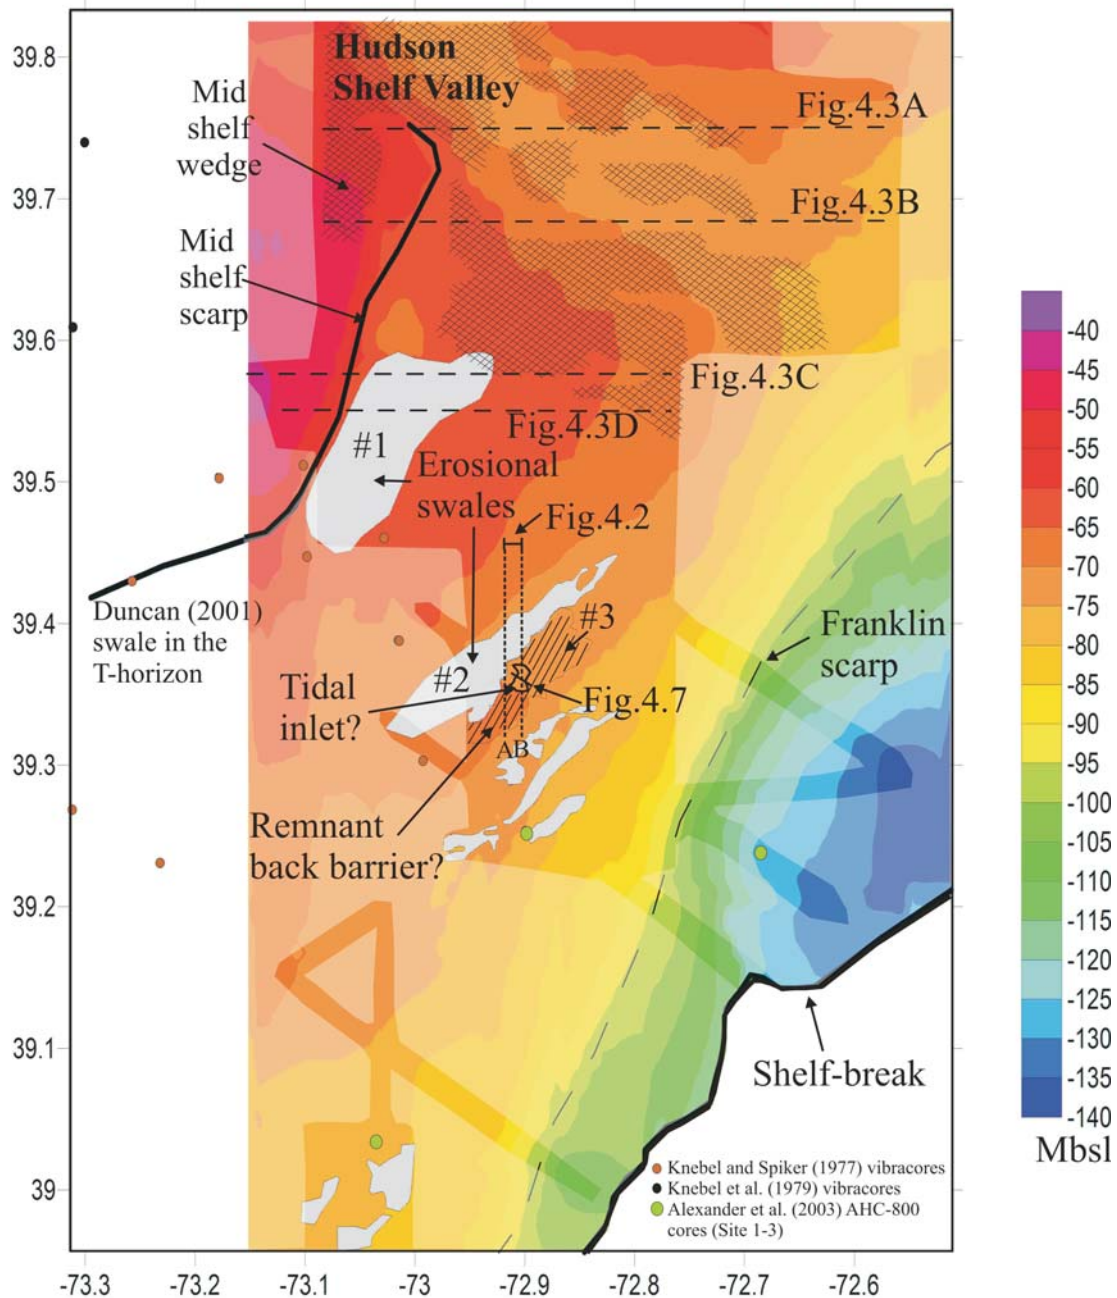 39.8
39.7
39.6
39.5
39.4
39.3
39.2
39.1
39
-73.3
-73.2
-73.1
-73
-72.9
-72.8
-72.7
-72.6
Hudson
Shelf Valley
Mid
shelf
wedge
Mid
shelf
scarp
Fig.4.3A
Fig.4.3B
Fig.4.3C
Fig.4.3D
#1
Erosional
swales
Fig.4.2
Duncan (2001)
swale in the
T-horizon
#3
#2
Franklin
scarp
Tidal
inlet?
Fig.4.7
AB
Remnant
back barrier?
Shelf-break
Knebel and Spiker (1977) vibracores
Knebel et al. (1979) vibracores
Alexander et al. (2003) AHC-800
cores (Site 1-3)
-40
-45
-50
-55
-60
-65
-70
-75
-80
-85
-90
-95
-100
-105
-110
-115
-120
-125
-130
-135
-140
Mbsl